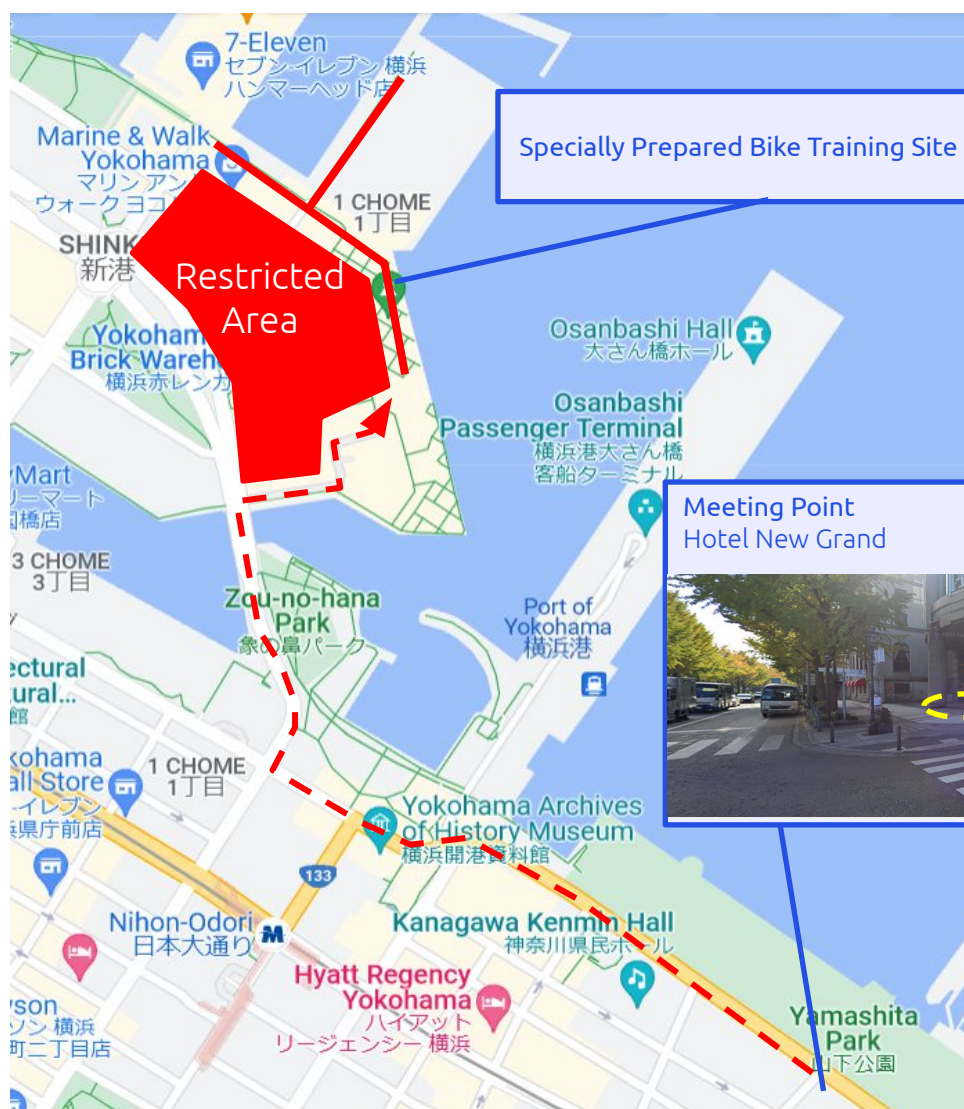 7-Eleven
セブン-イレブン 横浜
ハンマーヘッド店
Specially Prepared Bike Training Site
Marine & Walk
Yokohama
マリン アン
ウォーク ヨコ
1 CHOME
1丁目
SHINK
新港
Restricted
Area
Yokoham
Brick Wareh
横浜赤レンガ
Osanbashi Hall
大さん橋ホール
Osanbashi
Passenger Terminal
横浜港大さん橋
客船ターミナル
yMart
リーマート
橋店
Meeting Point
Hotel New Grand
3 CHOME
3丁目
Zou-no-hana
Park
象の鼻パーク
Port of
Yokohama
横浜港
ectural
ural...
館
kohama
all Store
-イレブン
県庁前店
1 CHOME
1丁目
Yokohama Archives
of History Museum
横浜開港資料館
133
Nihon-Odori
日本大通り
Kanagawa Kenmin Hall
神奈川県民ホール
Hyatt Regency
Yokohama
ハイアット
リージェンシー 横浜
wson
ソン 横浜
町二丁目店
Yamashita
Park
山下公園